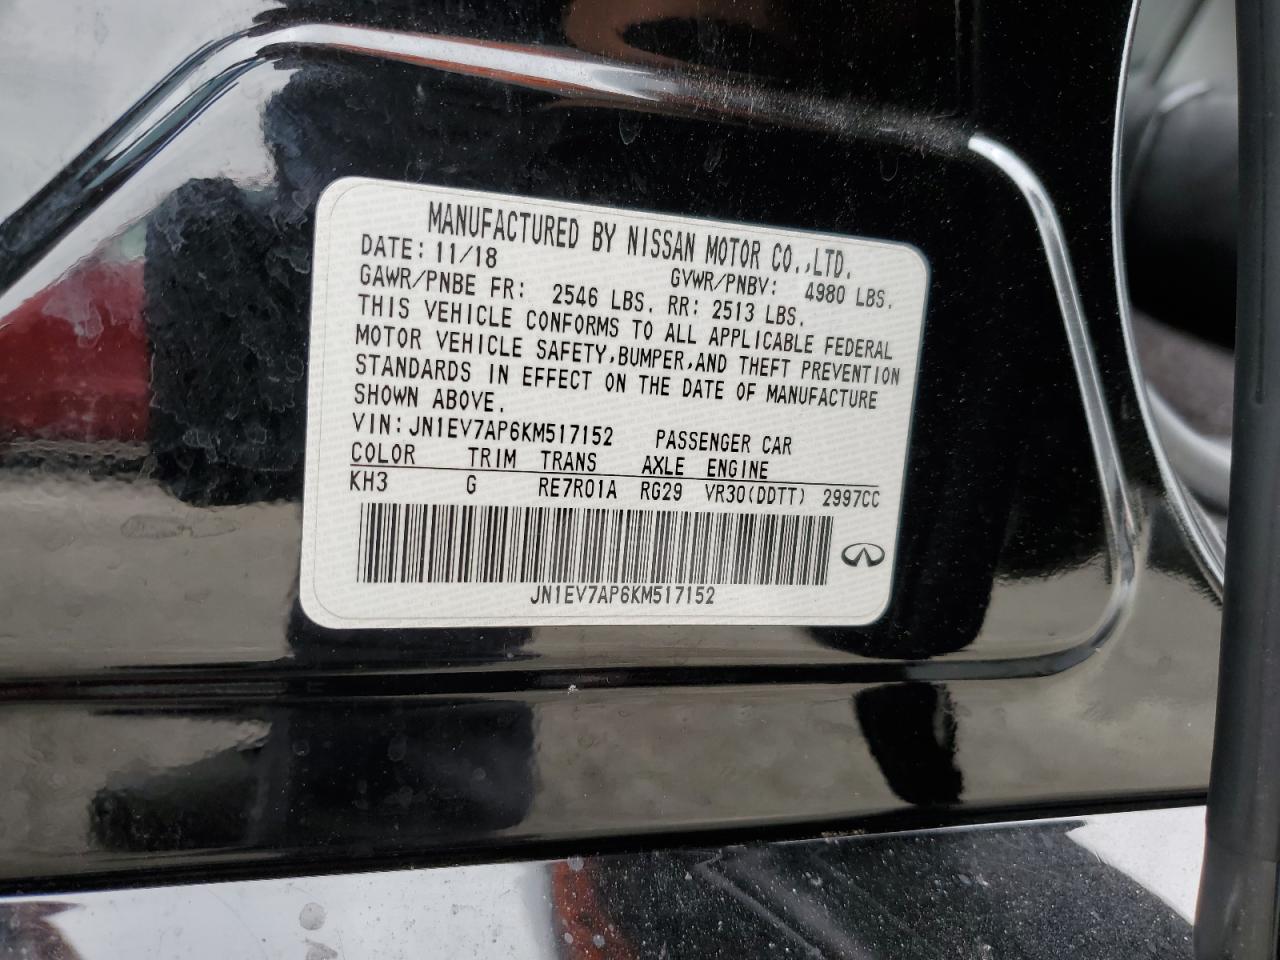 MANUFACTURED BY NISSAN MOTOR CO.,LTD.
DATE: 11/18 GVWR/PNBV: 4980 LBS.
GAWR/PNBE FR: 2546 LBS. RR: 2513 LBS.
THIS VEHICLE CONFORMS TO ALL APPLICABLE FEDERAL
MOTOR VEHICLE SAFETY,BUMPER,AND THEFT PREVENTION
STANDARDS IN EFFECT ON THE DATE OF MANUFACTURE
SHOWN ABOVE.
VIN:JN1EV7AP6KM517152 PASSENGER CAR
COLOR TRIM TRANS AXLE ENGINE
KH3 G RE7R01A RG29 VR30(DDTT) 2997CC
JN1EV7AP6KM517152